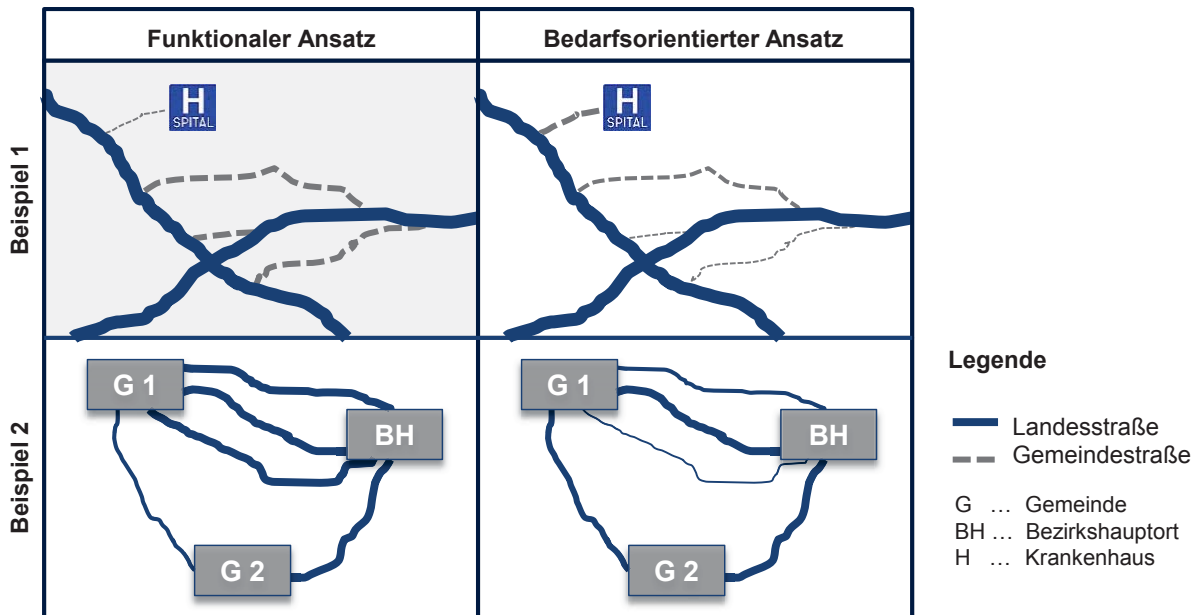 Funktionaler Ansatz
Bedarfsorientierter Ansatz
Beispiel 1
H
SPITAL
H
SPITAL
Beispiel 2
G 1
BH
G 2
G 1
BH
G 2
Legende
Landesstraße
Gemeindestraße
G … Gemeinde
BH … Bezirkshauptort
H … Krankenhaus